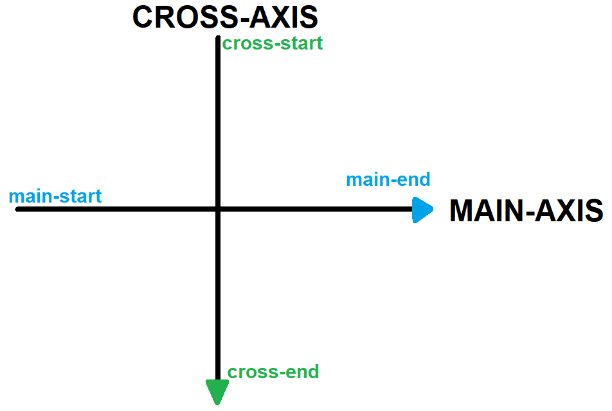 CROSS-AXIS
cross-start
main-end
main-start
MAIN-AXIS
cross-end